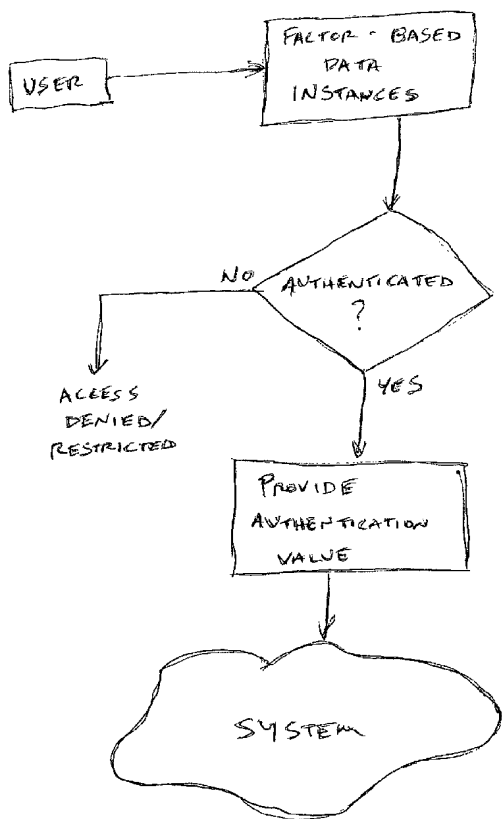 FACTOR-BASED
DATA
INSTANCES
USER
NO
AUTHENTICATED
?
YES
ACCESS
DENIED/
RESTRICTED
PROVIDE
AUTHENTICATION
VALUE
SYSTEM